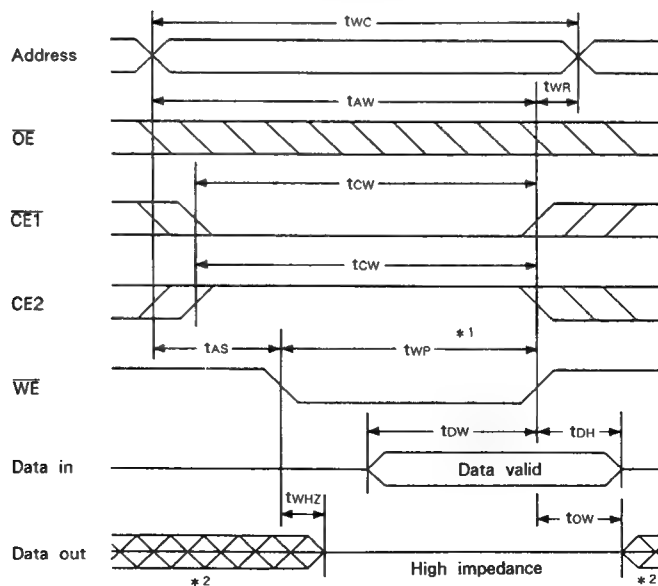 tWC
Address
tWR
tAW
OE
tCW
CE1
tCW
CE2
tAS
tWP *1
WE
tDW
tDH
Data in
Data valid
tWHZ
tOW
Data out
High impedance
*2
*2